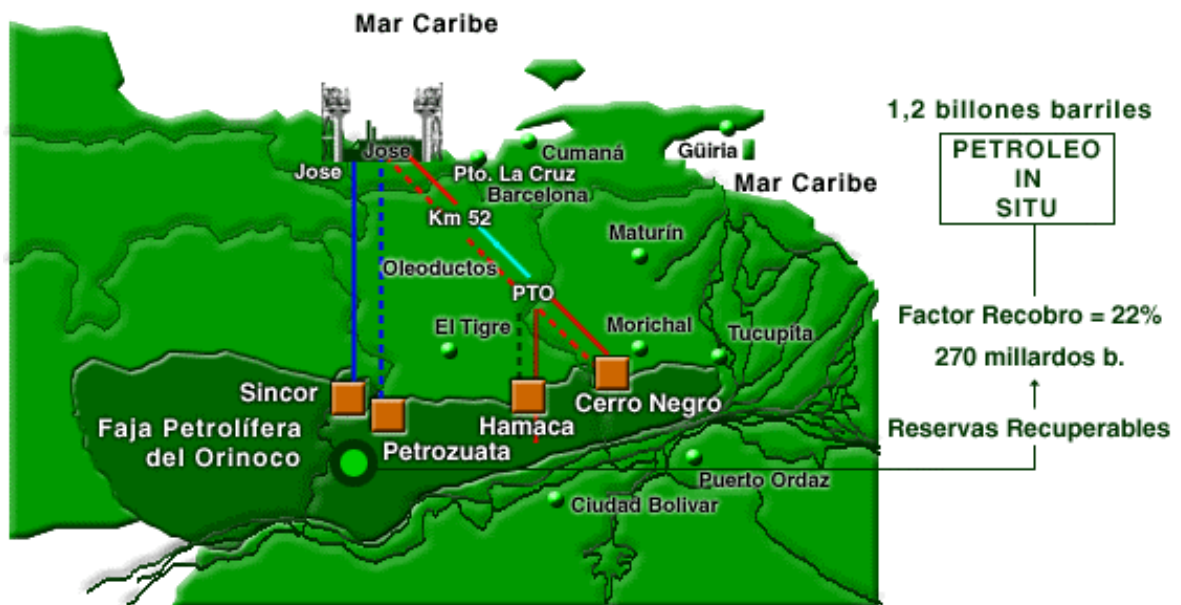 Mar Caribe
1,2 billones barriles
PETROLEO
IN
SITU
Jose
Jose
Cumaná
Güiria
Pto. La Cruz
Barcelona
Mar Caribe
Km 52
Maturín
Oleoductos
PTO
El Tigre
Morichal
Tucupita
Factor Recobro = 22%
270 millardos b.
Sincor
Cerro Negro
Hamaca
Petrozuata
Faja Petrolífera
del Orinoco
Reservas Recuperables
Puerto Ordaz
Ciudad Bolivar